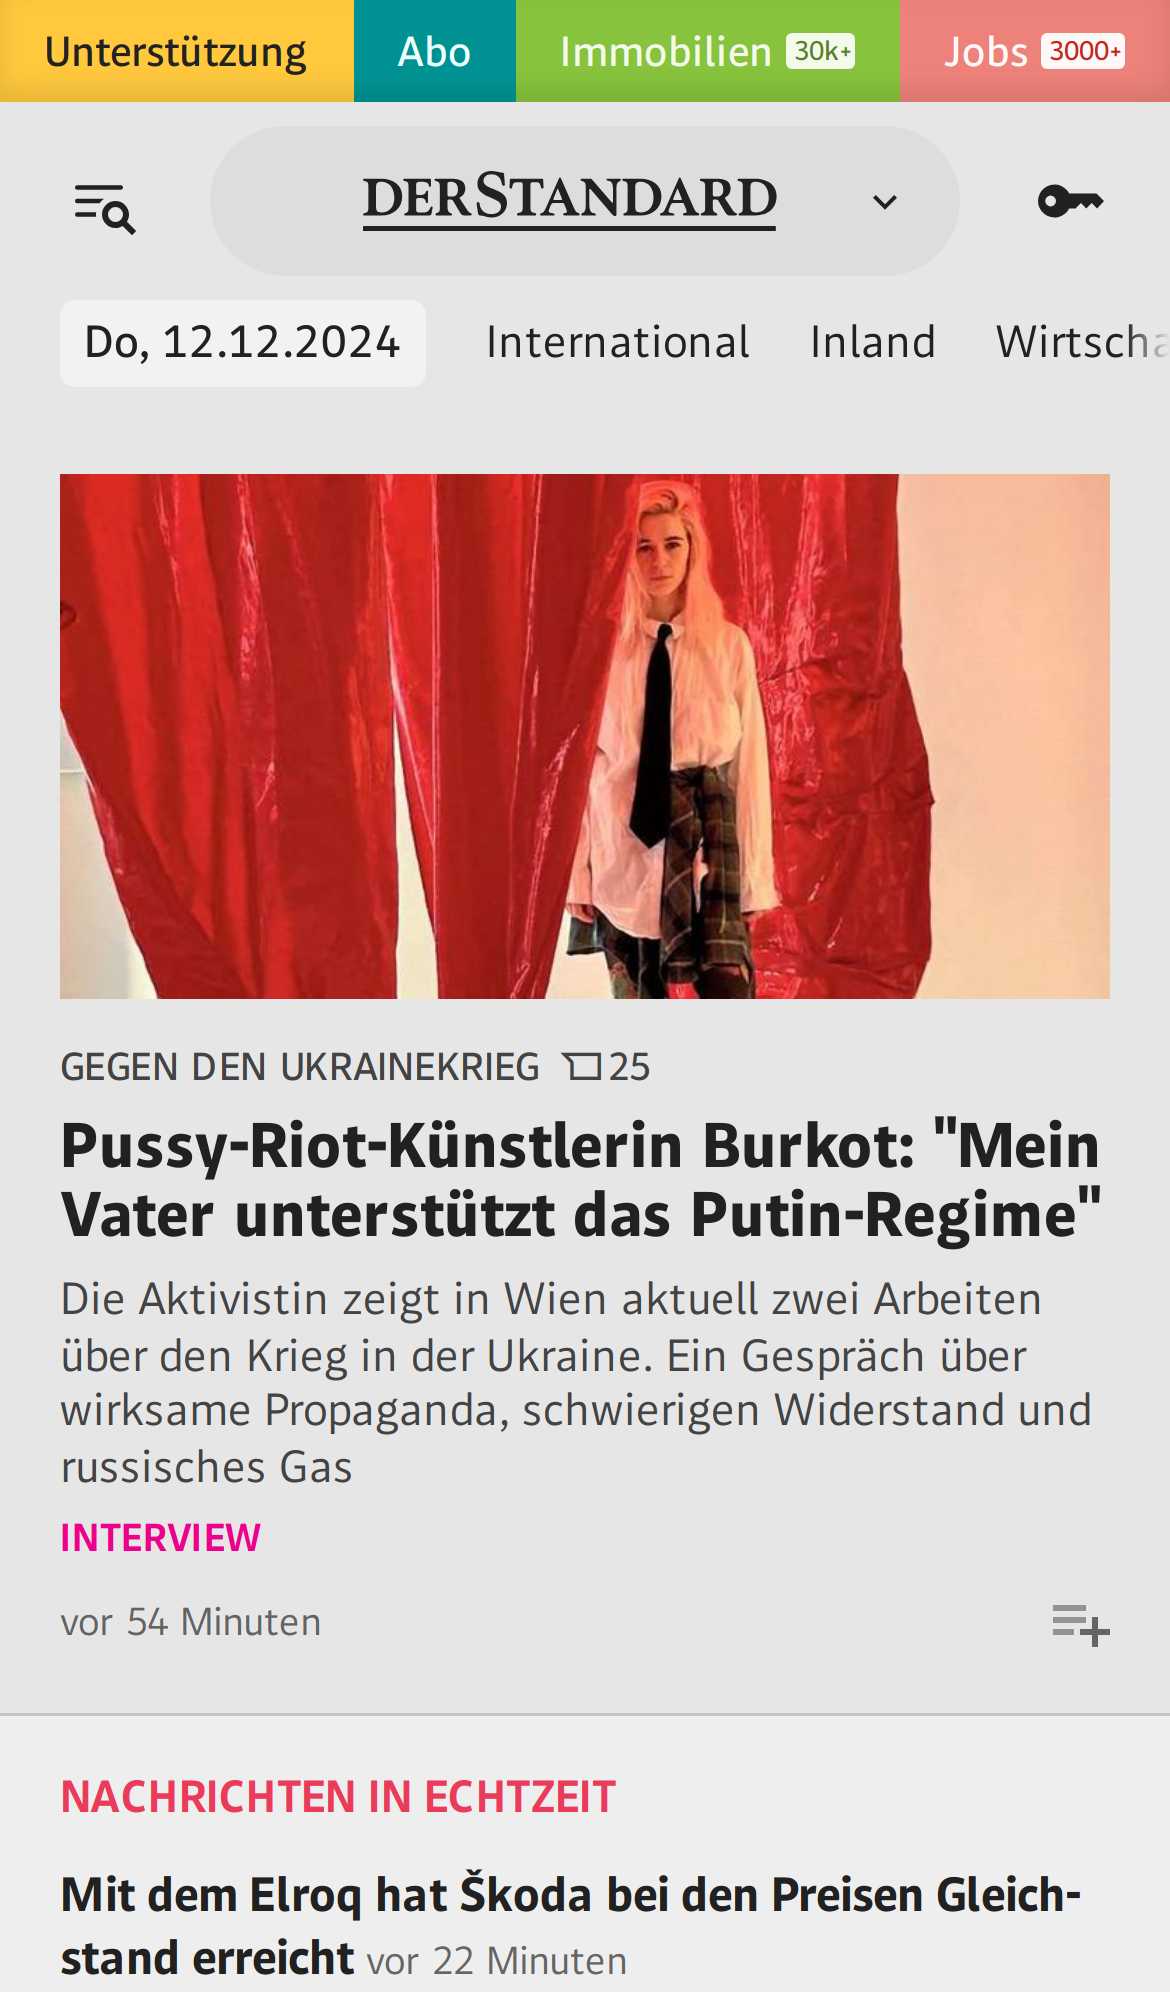 Unterstützung Abo Immobilien 30k+ Jobs 3000+
DERSTANDARD
Do, 12.12.2024 International Inland Wirtscha
GEGEN DEN UKRAINEKRIEG 25
Pussy-Riot-Künstlerin Burkot: "Mein
Vater unterstützt das Putin-Regime"
Die Aktivistin zeigt in Wien aktuell zwei Arbeiten
über den Krieg in der Ukraine. Ein Gespräch über
wirksame Propaganda, schwierigen Widerstand und
russisches Gas
INTERVIEW
vor 54 Minuten
NACHRICHTEN IN ECHTZEIT
Mit dem Elroq hat Škoda bei den Preisen Gleich-
stand erreicht vor 22 Minuten